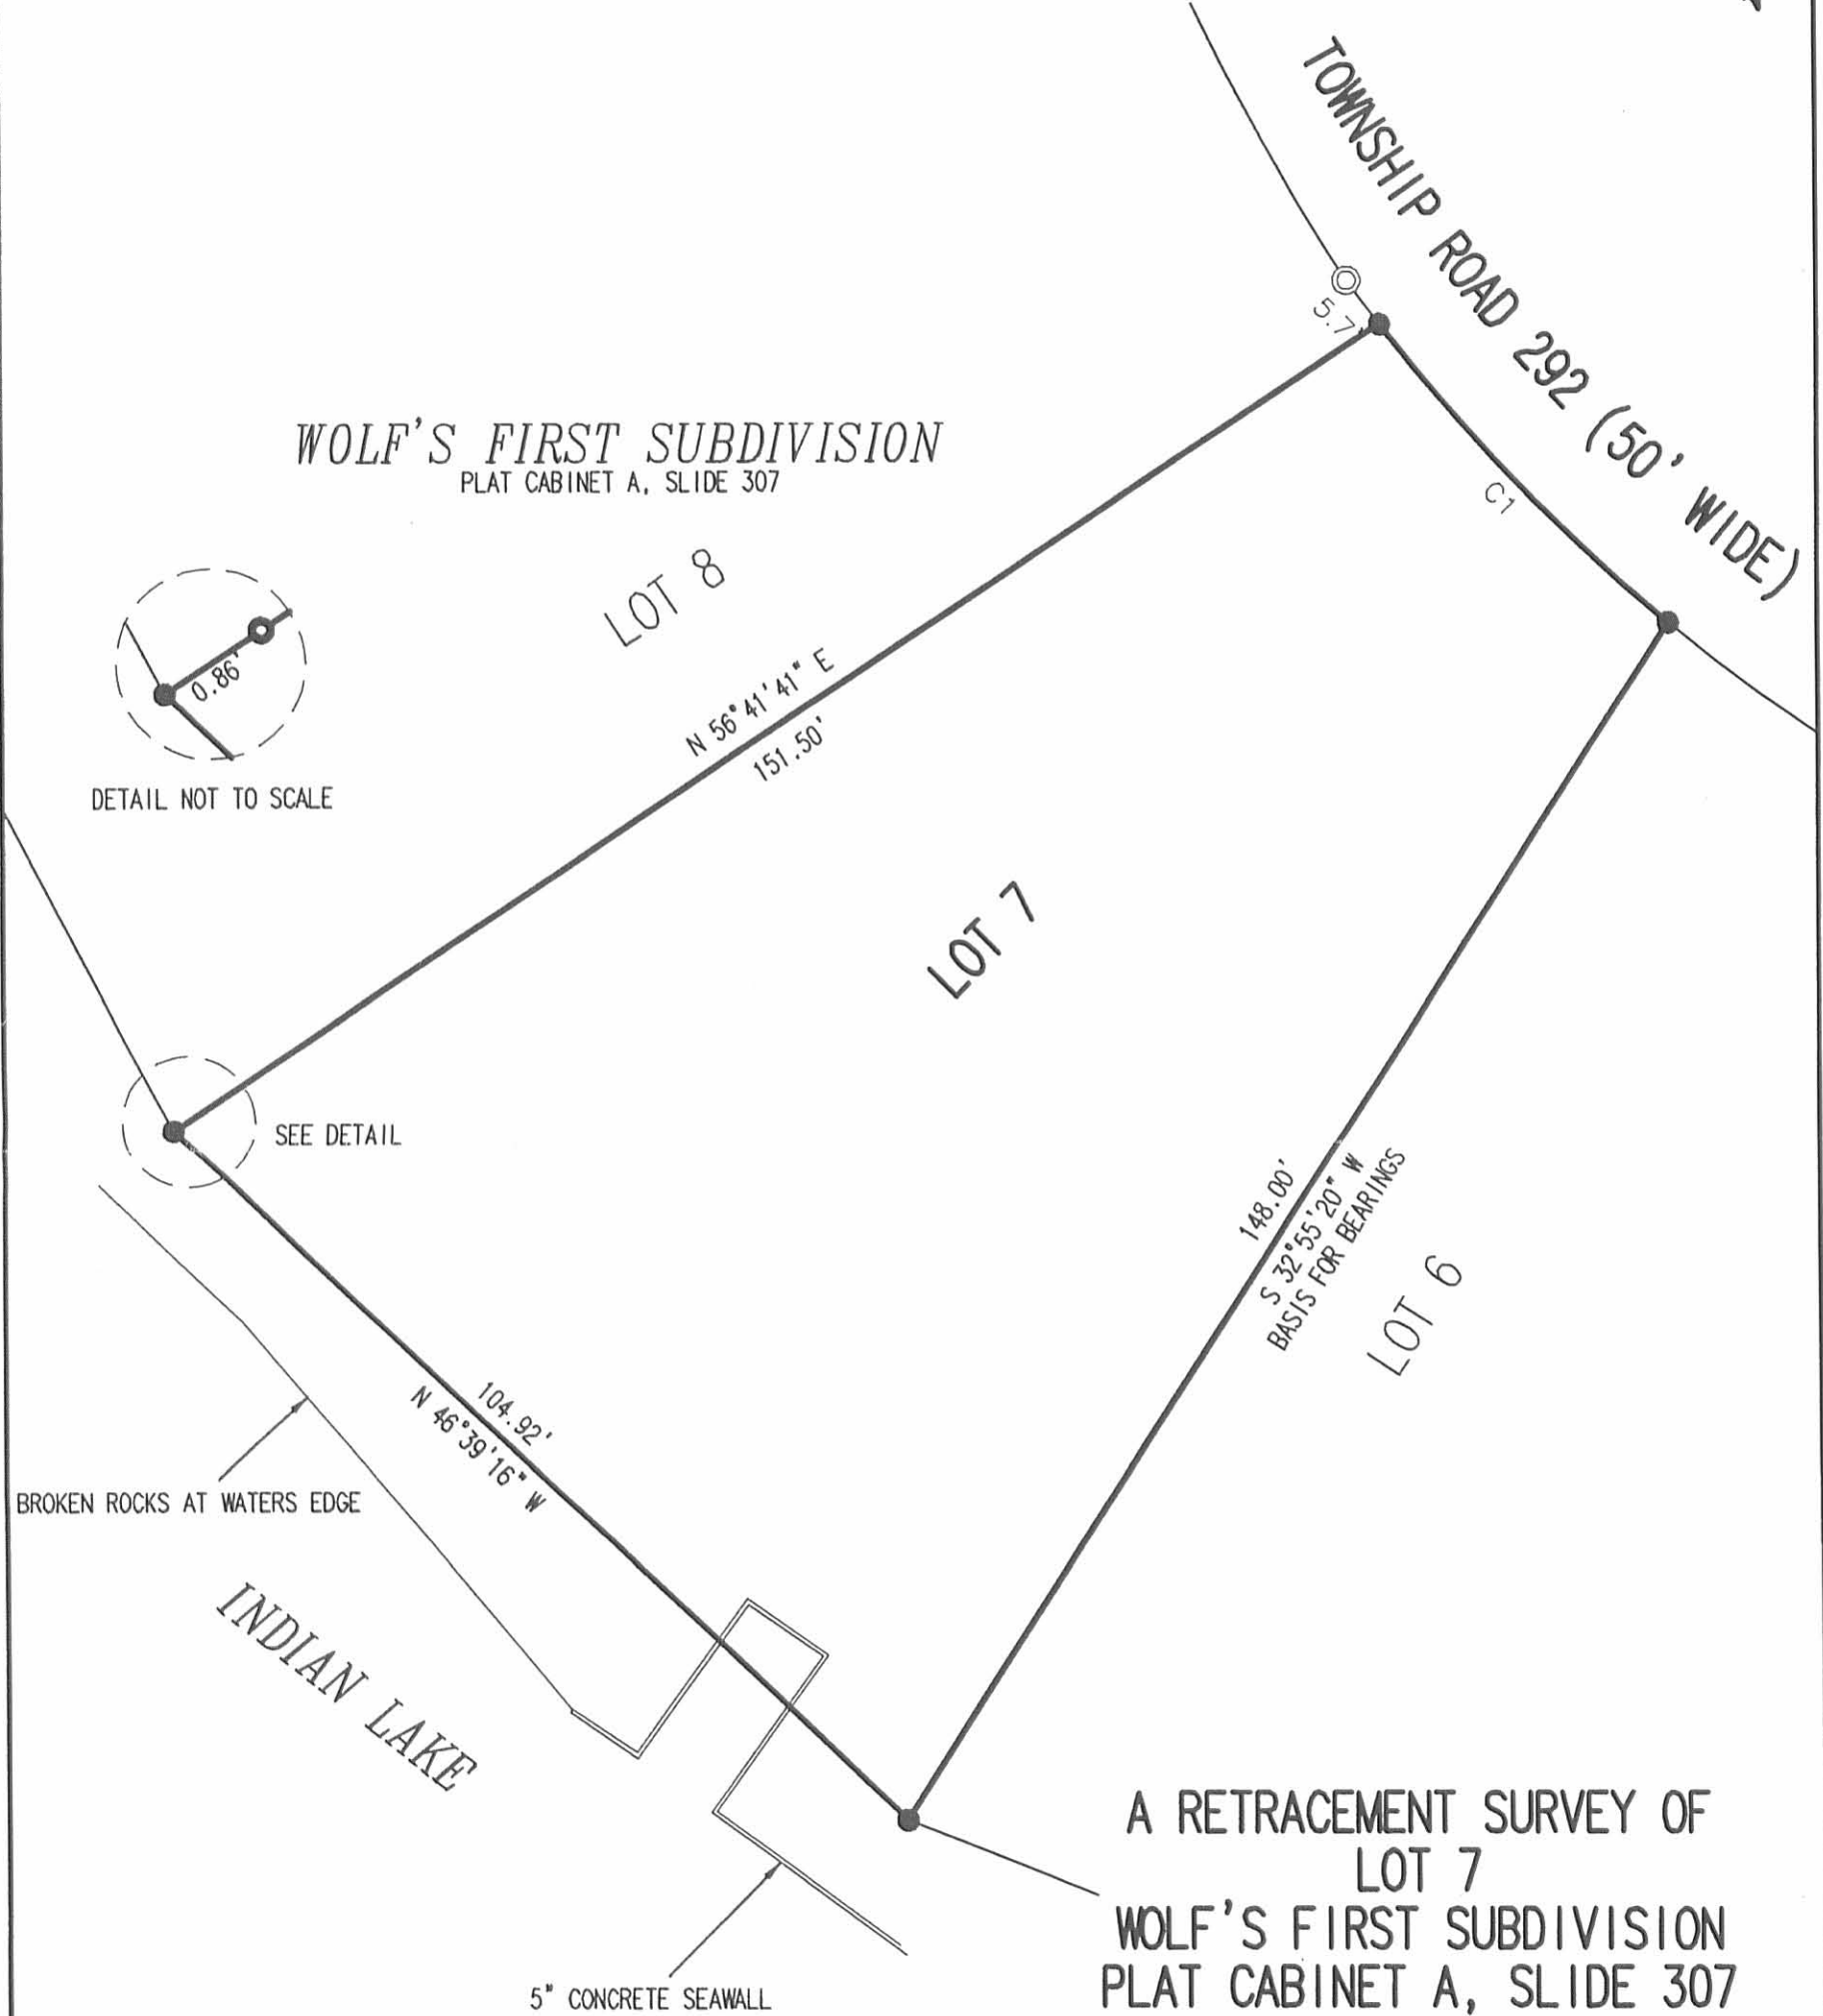 TOWNSHIP ROAD 292 (50' WIDE)
5.7'
C1
WOLF'S FIRST SUBDIVISION
PLAT CABINET A, SLIDE 307
LOT 8
0.86'
DETAIL NOT TO SCALE
N 56°41'41" E
151.50'
LOT 7
SEE DETAIL
148.00'
S 32°55'20" W
BASIS FOR BEARINGS
LOT 6
104.92'
N 46°39'16" W
BROKEN ROCKS AT WATERS EDGE
INDIAN LAKE
5" CONCRETE SEAWALL
A RETRACEMENT SURVEY OF
LOT 7
WOLF'S FIRST SUBDIVISION
PLAT CABINET A, SLIDE 307